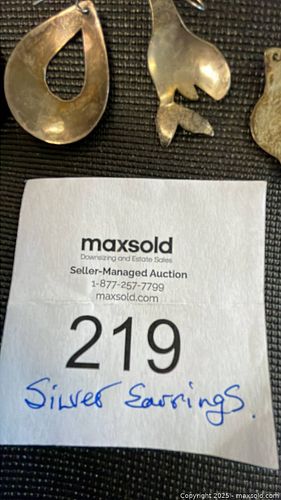 maxsold
Downsizing and Estate Sales
Seller-Managed Auction
1-877-257-7799
maxsold.com
219
Silver Earrings.
Copyright 2025 - maxsold.com